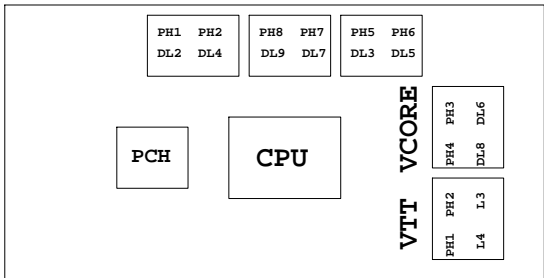 PH1 PH2
DL2 DL4
PH8 PH7
DL9 DL7
PH5 PH6
DL3 DL5
PCH
CPU
VCORE
PH3 DL6
PH4 DL8
VTT
PH2 L3
PH1 L4